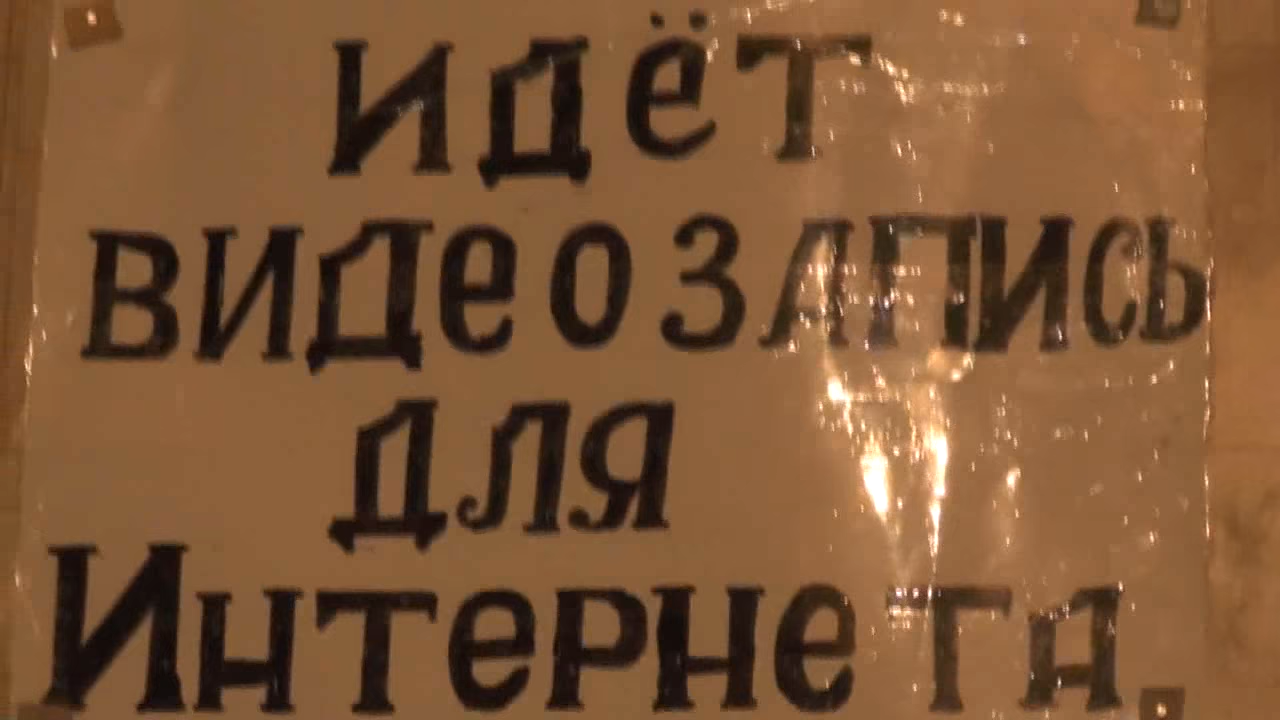 идёт
видеозапись
для
Интернета.